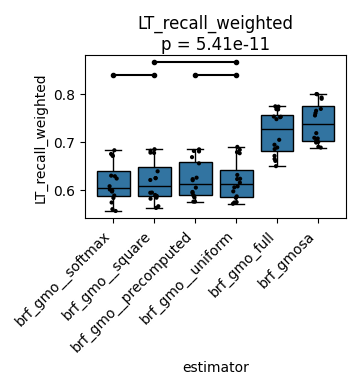 LT_recall_weighted
p = 5.41e-11
LT_recall_weighted
0.8
0.7
0.6
brf_gmo__softmax
brf_gmo__square
brf_gmo__precomputed
brf_gmo__uniform
brf_gmo_full
brf_gmosa
estimator